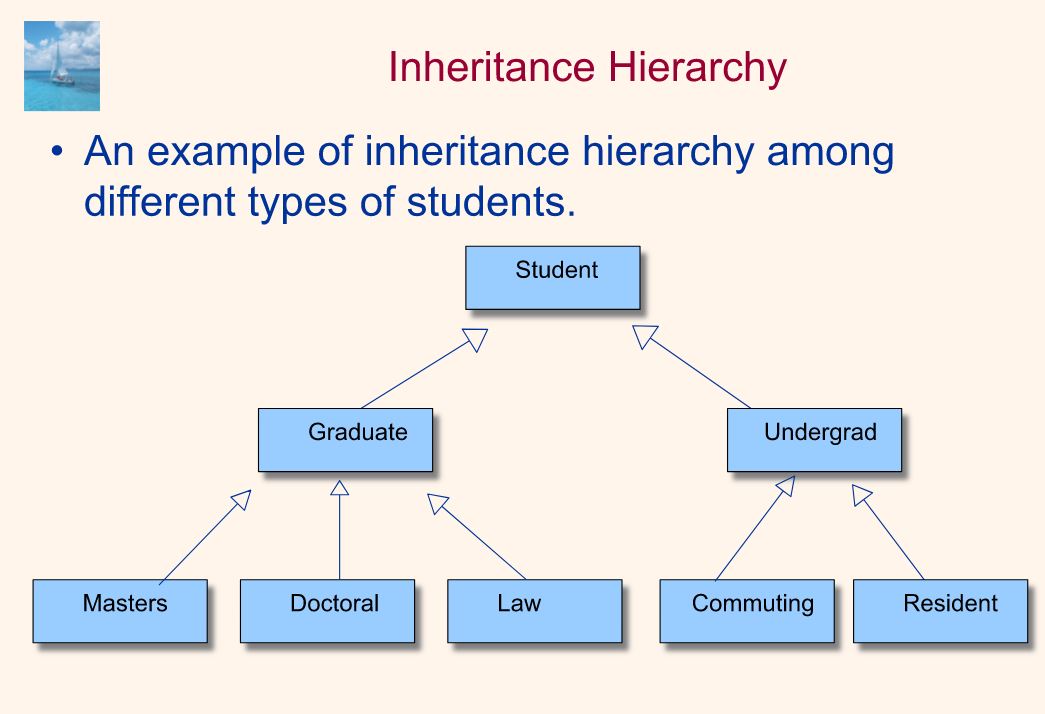 Inheritance Hierarchy
• An example of inheritance hierarchy among
different types of students.
Student
Graduate
Undergrad
Masters
Doctoral
Law
Commuting
Resident